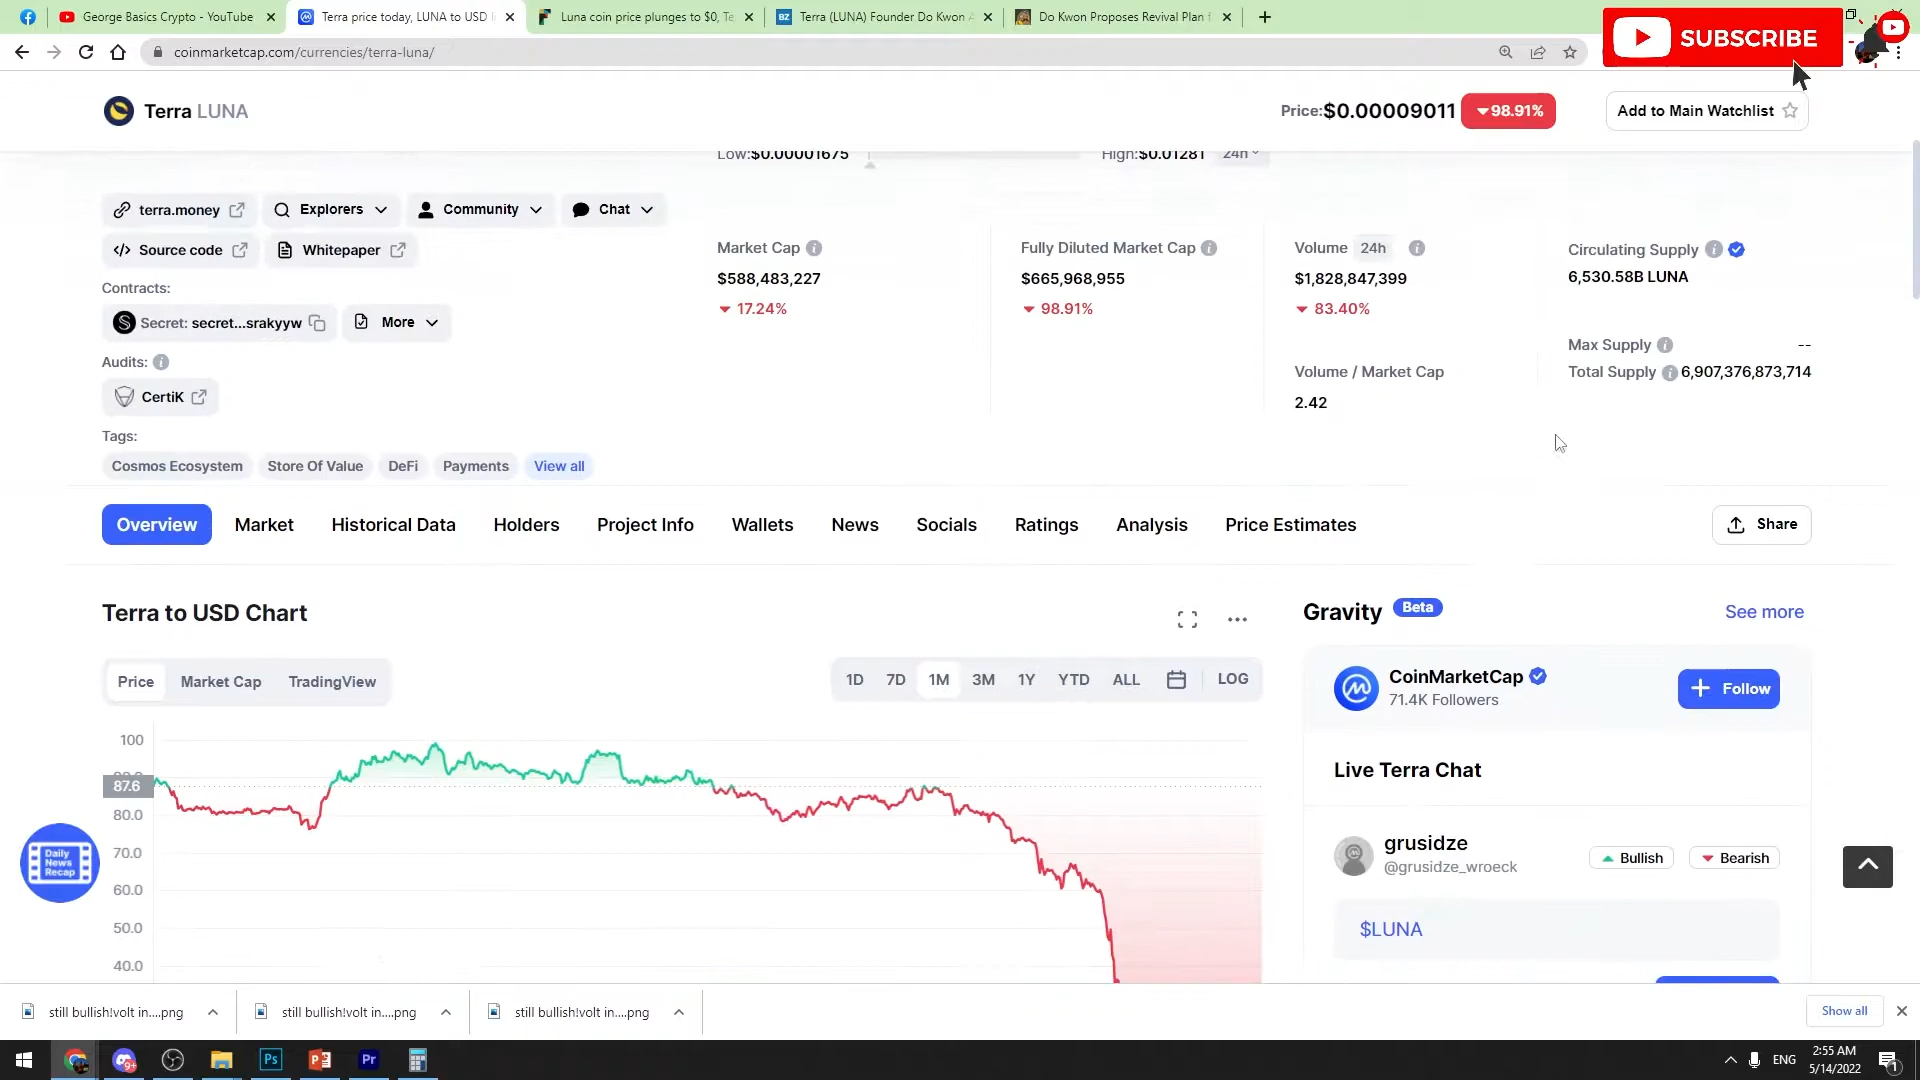 George Basics Crypto - YouTube
Terra price today, LUNA to USD
Luna coin price plunges to $0, Te
Terra (LUNA) Founder Do Kwon
Do Kwon Proposes Revival Plan
SUBSCRIBE
coinmarketcap.com/currencies/terra-luna/
Terra LUNA
Price:$0.00009011
98.91%
Add to Main Watchlist
Low:$0.00001675
High:$0.01281
24h
terra.money
Explorers
Community
Chat
Source code
Whitepaper
Market Cap
$588,483,227
17.24%
Fully Diluted Market Cap
$665,968,955
98.91%
Volume 24h
$1,828,847,399
83.40%
Volume / Market Cap
2.42
Circulating Supply
6,530.58B LUNA
Max Supply --
Total Supply 6,907,376,873,714
Contracts:
Secret: secret...srakyyw
More
Audits:
CertiK
Tags:
Cosmos Ecosystem
Store Of Value
DeFi
Payments
View all
Overview
Market
Historical Data
Holders
Project Info
Wallets
News
Socials
Ratings
Analysis
Price Estimates
Share
Terra to USD Chart
Price
Market Cap
TradingView
1D
7D
1M
3M
1Y
YTD
ALL
LOG
100
87.6
80.0
70.0
60.0
50.0
40.0
Daily
News
Recap
Gravity Beta
See more
CoinMarketCap
71.4K Followers
Follow
Live Terra Chat
grusidze
@grusidze_wroeck
Bullish
Bearish
$LUNA
still bullish!volt in....png
still bullish!volt in....png
still bullish!volt in....png
Show all
9+
Ps
Pr
ENG
2:55 AM
5/14/2022
1